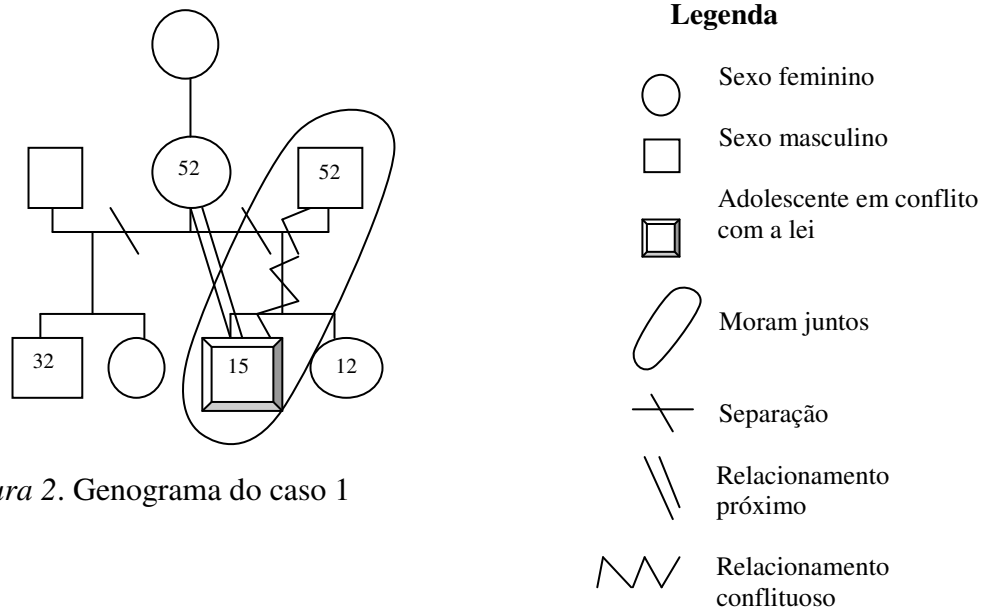 52
52
32
15
12
ura 2. Genograma do caso 1
Legenda
Sexo feminino
Sexo masculino
Adolescente em conflito
com a lei
Moram juntos
Separação
Relacionamento
próximo
Relacionamento
conflituoso